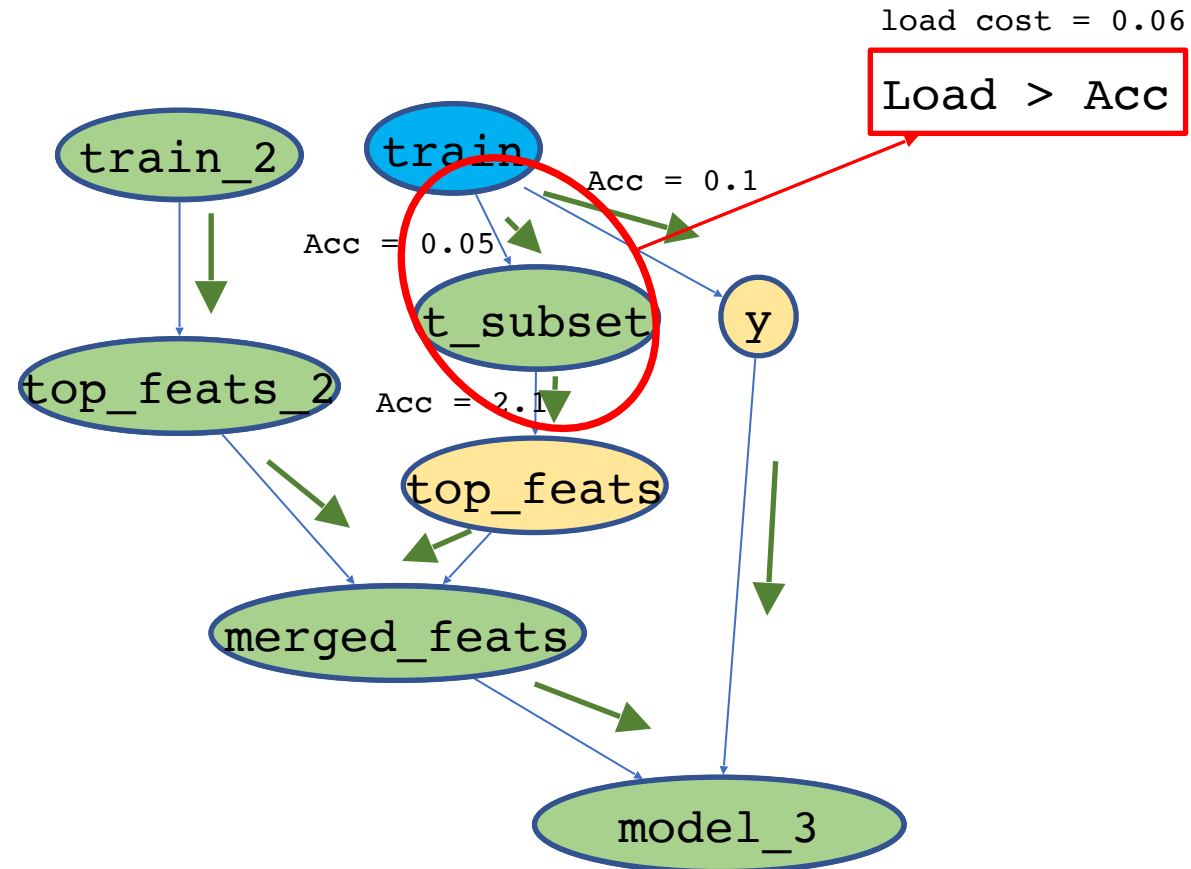 load cost = 0.06
Load > Acc
train_2
train
Acc = 0.1
Acc = 0.05
t_subset
y
top_feats_2
Acc = 2.1
top_feats
merged_feats
model_3